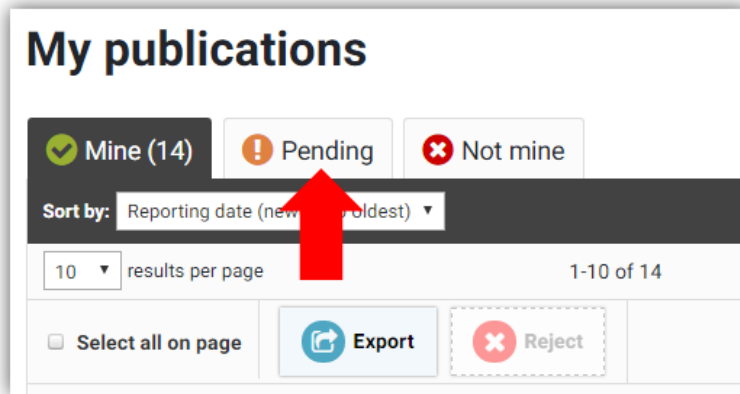 My publications
Mine (14) Pending Not mine
Sort by: Reporting date (new oldest)
10 results per page 1-10 of 14
Select all on page Export Reject